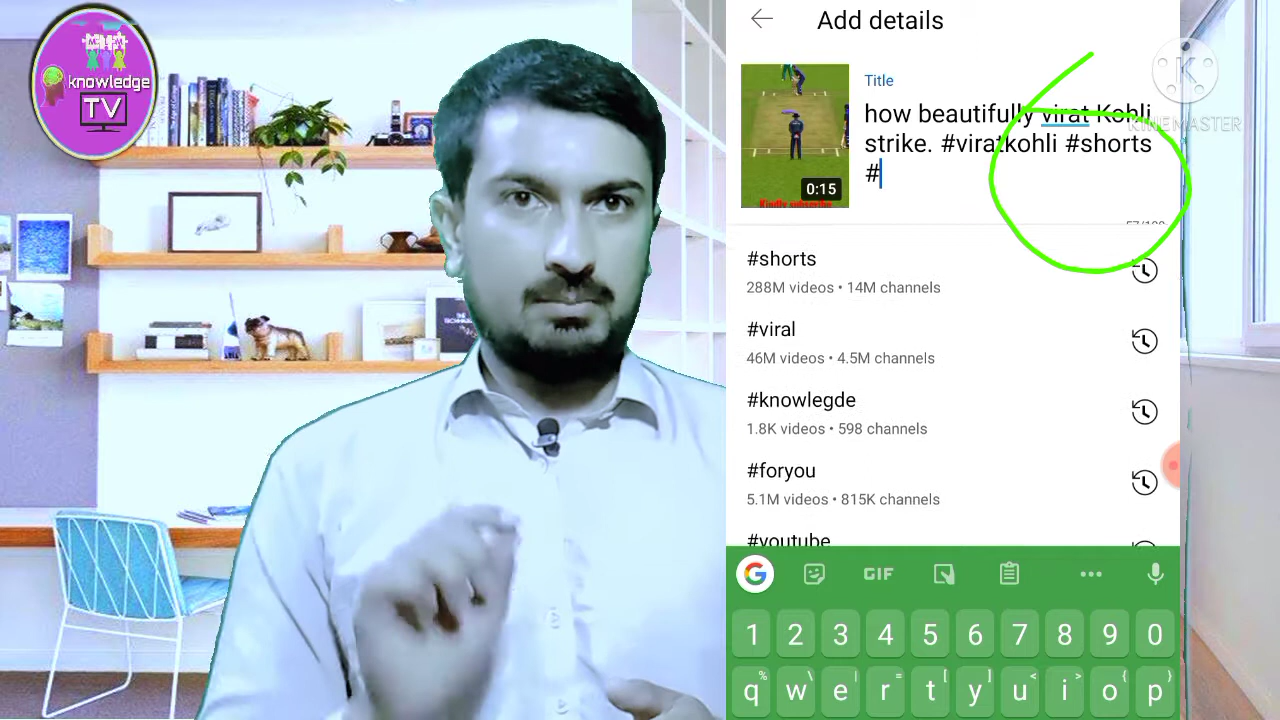 knowledge
TV
Add details
Title
how beautifully virat Kohli
strike. #viratkohli #shorts
#
0:15
Kindly subscribe
K
KINEMASTER
#shorts
288M videos • 14M channels
#viral
46M videos • 4.5M channels
#knowlegde
1.8K videos • 598 channels
#foryou
5.1M videos • 815K channels
#youtube
G GIF
1 2 3 4 5 6 7 8 9 0
% \ | = [ ] < > { }
q w e r t y u i o p